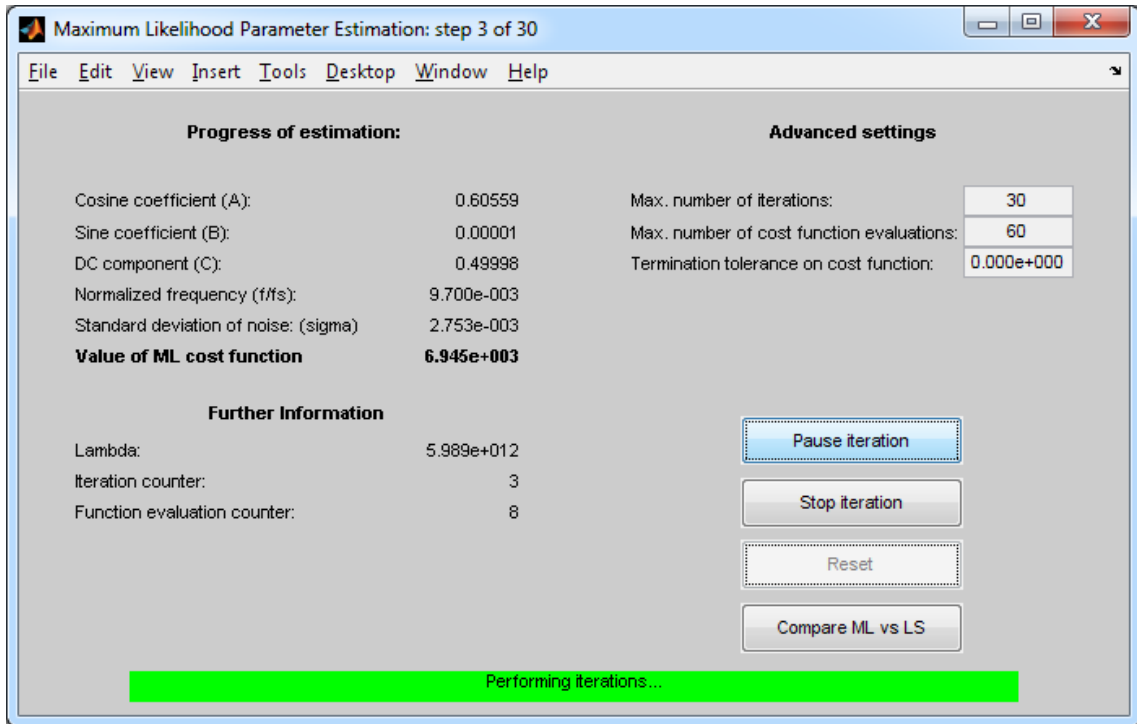 Maximum Likelihood Parameter Estimation: step 3 of 30
File Edit View Insert Tools Desktop Window Help
Progress of estimation:
Cosine coefficient (A): 0.60559
Sine coefficient (B): 0.00001
DC component (C): 0.49998
Normalized frequency (f/fs): 9.700e-003
Standard deviation of noise: (sigma) 2.753e-003
Value of ML cost function 6.945e+003
Further Information
Lambda: 5.989e+012
Iteration counter: 3
Function evaluation counter: 8
Advanced settings
Max. number of iterations: 30
Max. number of cost function evaluations: 60
Termination tolerance on cost function: 0.000e+000
Pause iteration
Stop iteration
Reset
Compare ML vs LS
Performing iterations...